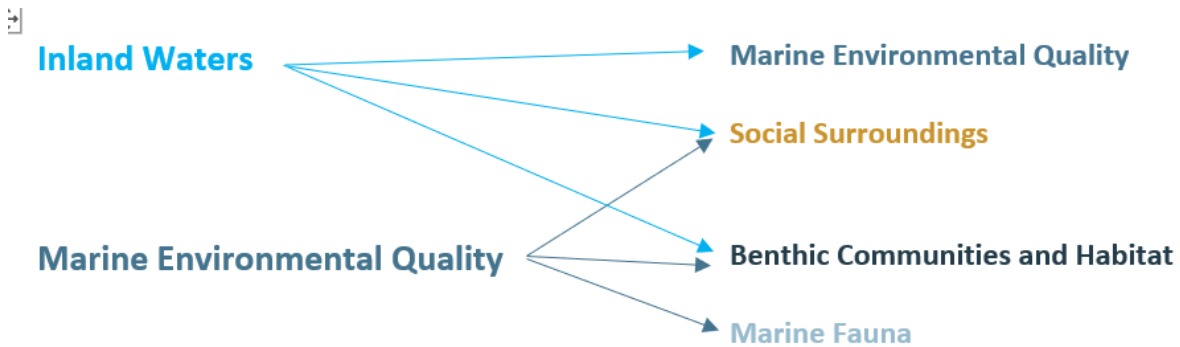 Inland Waters
Marine Environmental Quality
Social Surroundings
Marine Environmental Quality
Benthic Communities and Habitat
Marine Fauna